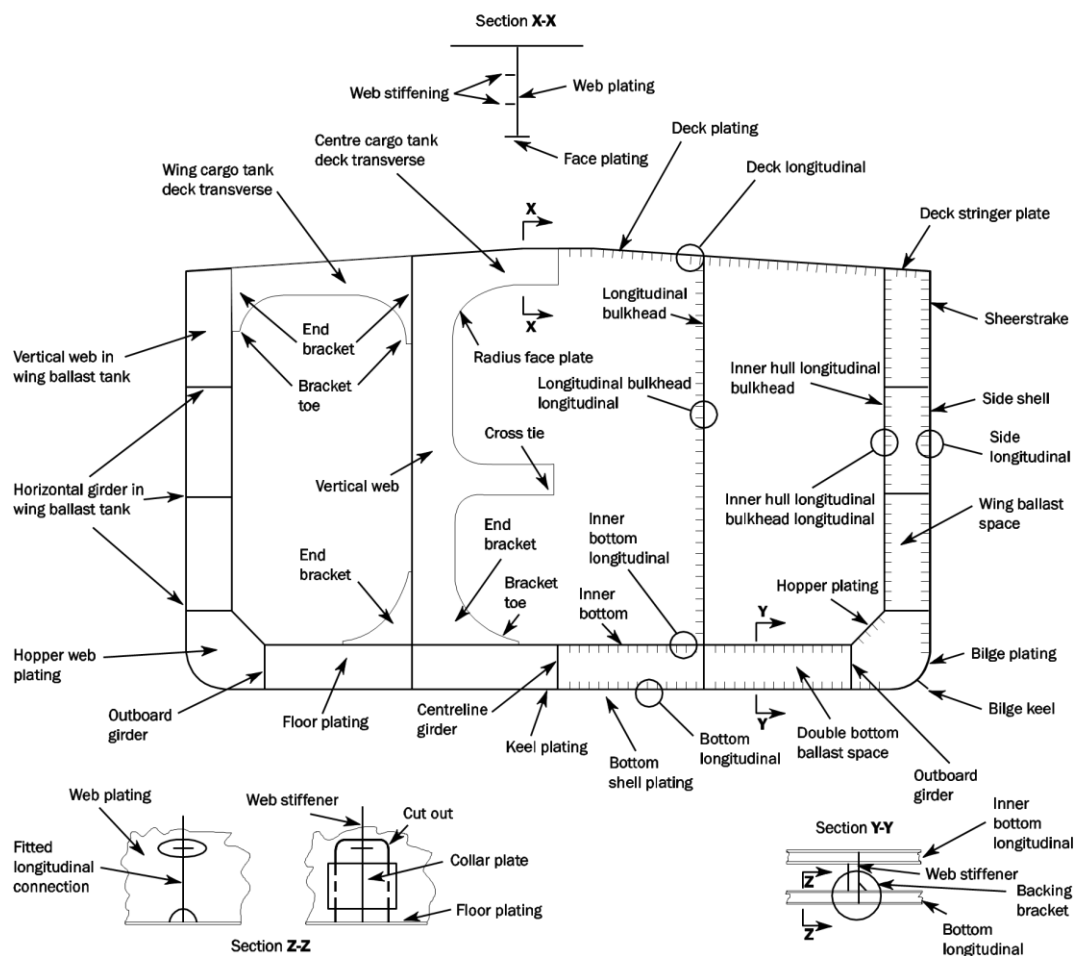 Section X-X
Web stiffening
Web plating
Face plating
Centre cargo tank
deck transverse
Wing cargo tank
deck transverse
Deck plating
Deck longitudinal
Deck stringer plate
X
X
Longitudinal
bulkhead
Sheerstrake
End
bracket
Radius face plate
Vertical web in
wing ballast tank
Bracket
toe
Longitudinal bulkhead
longitudinal
Inner hull longitudinal
bulkhead
Side shell
Cross tie
Side
longitudinal
Vertical web
Horizontal girder in
wing ballast tank
Inner hull longitudinal
bulkhead longitudinal
Wing ballast
space
End
bracket
End
bracket
Inner
bottom
longitudinal
Bracket
toe
Inner
bottom
Hopper plating
Y
Hopper web
plating
Bilge plating
Outboard
girder
Floor plating
Centreline
girder
Keel plating
Bottom
shell plating
Bottom
longitudinal
Y
Double bottom
ballast space
Bilge keel
Outboard
girder
Web plating
Web stiffener
Cut out
Fitted
longitudinal
connection
Collar plate
Floor plating
Section Z-Z
Section Y-Y
Inner
bottom
longitudinal
Web stiffener
Z
Backing
bracket
Z
Bottom
longitudinal